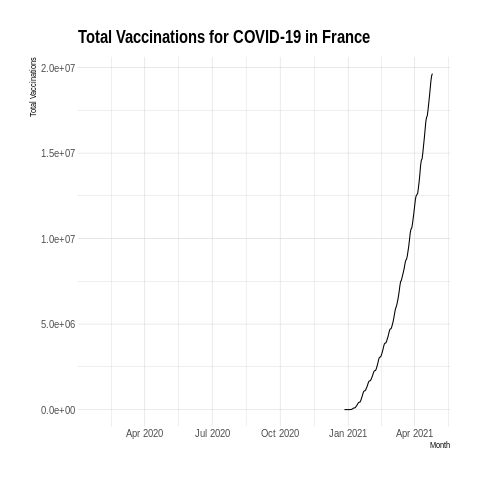 Total Vaccinations for COVID-19 in France
Total Vaccinations
2.0e+07
1.5e+07
1.0e+07
5.0e+06
0.0e+00
Apr 2020 Jul 2020 Oct 2020 Jan 2021 Apr 2021
Month